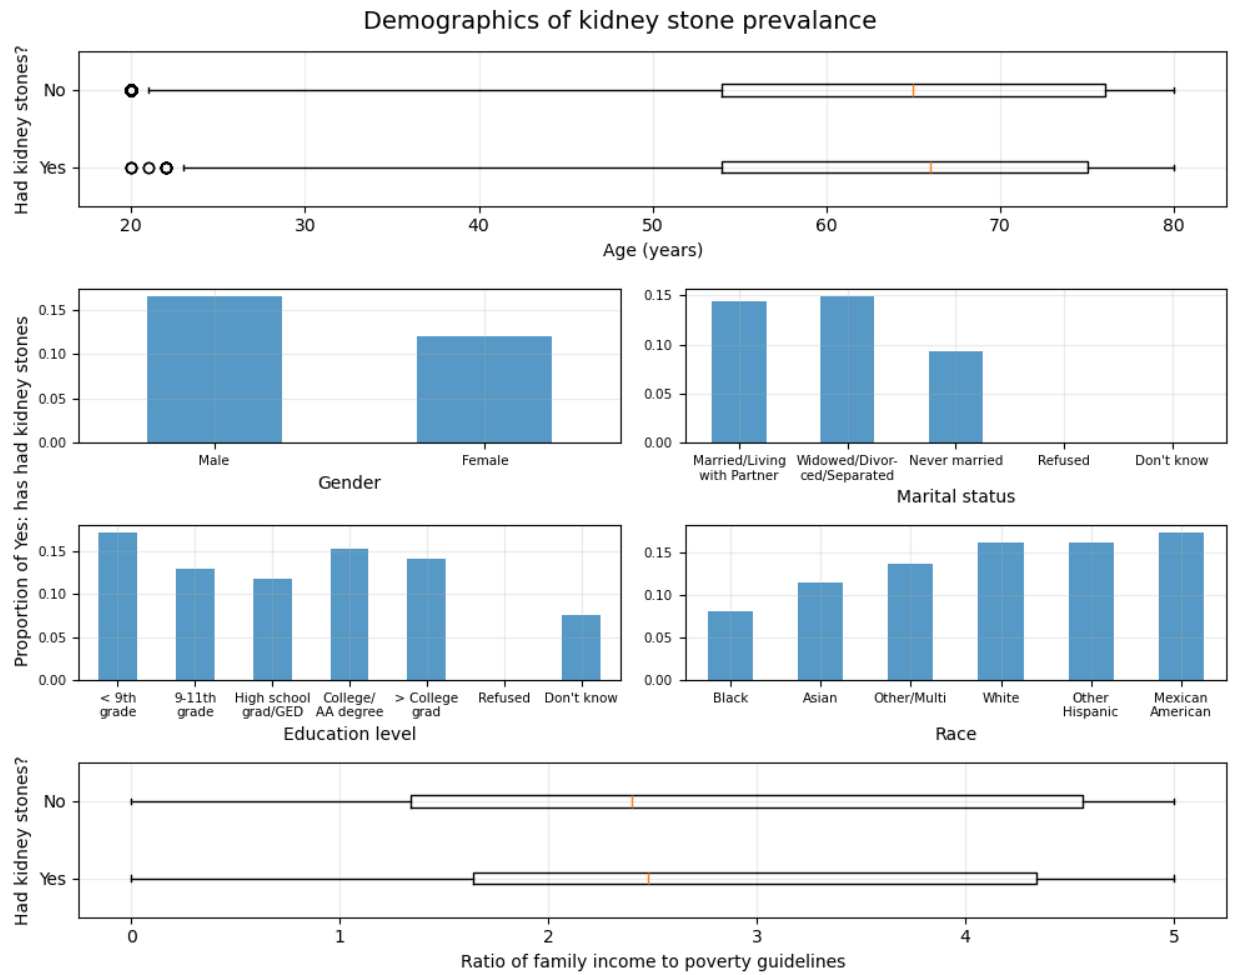 Demographics of kidney stone prevalance
Had kidney stones?
No
Yes
20 30 40 50 60 70 80
Age (years)
Proportion of Yes: has had kidney stones
0.15
0.10
0.05
0.00
Male Female
Gender
0.15
0.10
0.05
0.00
Married/Living
with Partner
Widowed/Divor-
ced/Separated
Never married
Refused
Don't know
Marital status
0.15
0.10
0.05
0.00
< 9th
grade
9-11th
grade
High school
grad/GED
College/
AA degree
> College
grad
Refused
Don't know
Education level
0.15
0.10
0.05
0.00
Black
Asian
Other/Multi
White
Other
Hispanic
Mexican
American
Race
Had kidney stones?
No
Yes
0 1 2 3 4 5
Ratio of family income to poverty guidelines